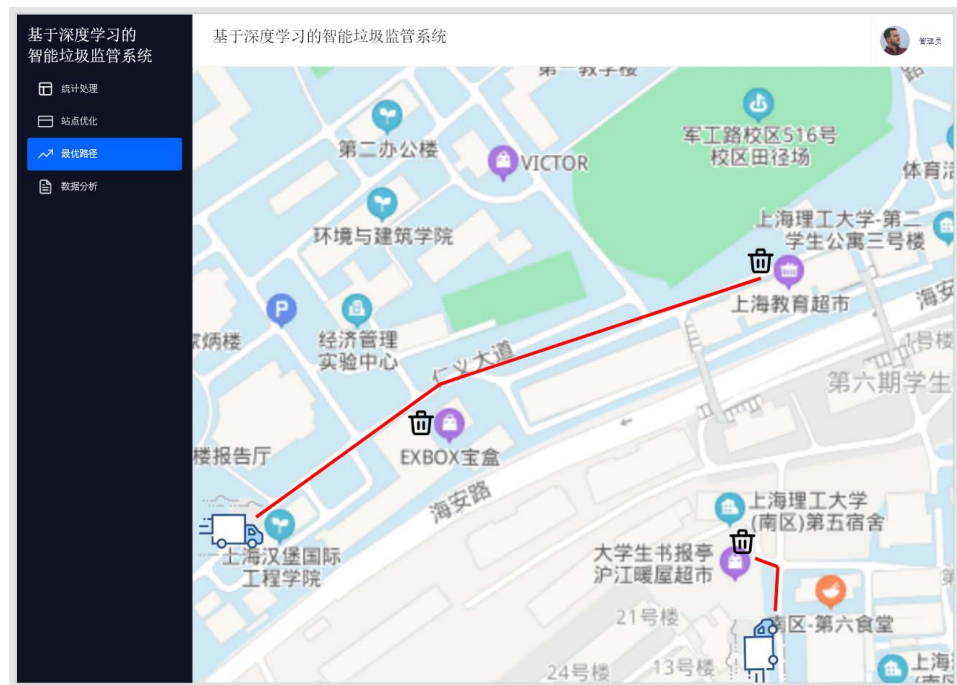 基于深度学习的
智能垃圾监管系统
统计处理
站点优化
最优路径
数据分析
基于深度学习的智能垃圾监管系统
管理员
第一教学楼
路
第二办公楼
VICTOR
军工路校区516号
校区田径场
体育活
环境与建筑学院
上海理工大学-第二
学生公寓三号楼
上海教育超市
海安
P
炳楼
经济管理
实验中心
仁义大道
1号楼
第六期学生
楼报告厅
EXBOX宝盒
海安路
上海理工大学
(南区)第五宿舍
上海汉堡国际
工程学院
大学生书报亭
沪江暖屋超市
21号楼
南区-第六食堂
24号楼
13号楼
上海